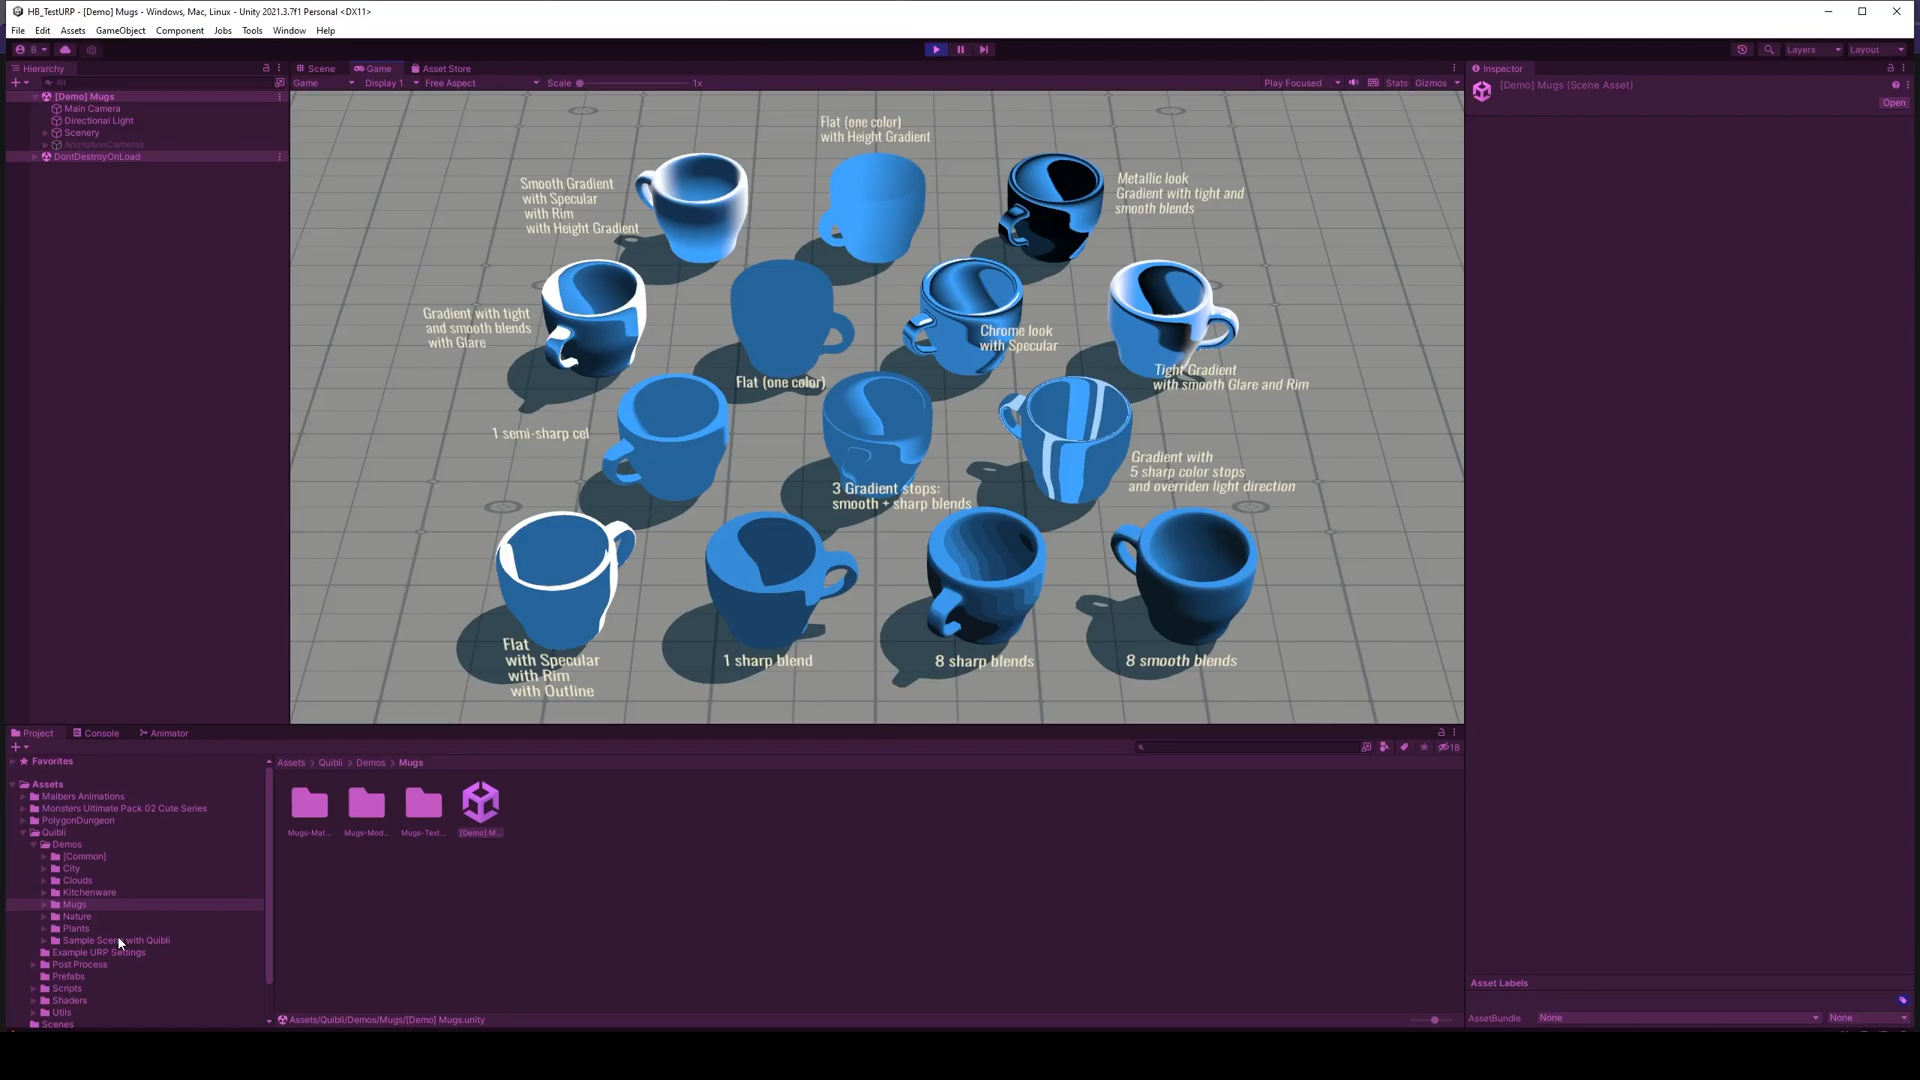 HB_TestURP - [Demo] Mugs - Windows, Mac, Linux - Unity 2021.3.7f1 Personal <DX11>
File Edit Assets GameObject Component Jobs Tools Window Help
B
Layers Layout
Hierarchy
All
[Demo] Mugs
Main Camera
Directional Light
Scenery
AnimationCameras
DontDestroyOnLoad
Scene Game Asset Store
Game Display 1 Free Aspect Scale 1x Play Focused Stats Gizmos
Flat (one color)
with Height Gradient
Smooth Gradient
with Specular
with Rim
with Height Gradient
Metallic look
Gradient with tight and
smooth blends
Gradient with tight
and smooth blends
with Glare
Flat (one color)
Chrome look
with Specular
Tight Gradient
with smooth Glare and Rim
1 semi-sharp cel
3 Gradient stops:
smooth + sharp blends
Gradient with
5 sharp color stops
and overriden light direction
Flat
with Specular
with Rim
with Outline
1 sharp blend
8 sharp blends
8 smooth blends
Inspector
[Demo] Mugs (Scene Asset)
Open
Project Console Animator
18
Favorites
Assets
Malbers Animations
Monsters Ultimate Pack 02 Cute Series
PolygonDungeon
Quibli
Demos
[Common]
City
Clouds
Kitchenware
Mugs
Nature
Plants
Sample Scene with Quibli
Example URP Settings
Post Process
Prefabs
Scripts
Shaders
Utils
Scenes
Assets > Quibli > Demos > Mugs
Mugs-Mat... Mugs-Mod... Mugs-Text... [Demo] M...
Assets/Quibli/Demos/Mugs/[Demo] Mugs.unity
Asset Labels
AssetBundle None None